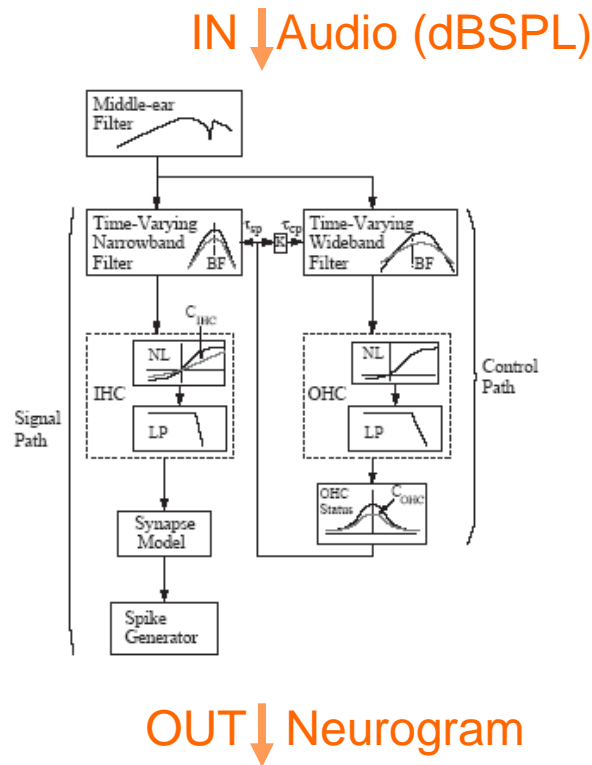 IN Audio (dBSPL)
Middle-ear
Filter
Time-Varying
Narrowband
Filter
BF
τsp
K
τcp
Time-Varying
Wideband
Filter
BF
CIHC
NL
IHC
LP
NL
OHC
LP
Control
Path
Signal
Path
OHC
Status
COHC
Synapse
Model
Spike
Generator
OUT Neurogram